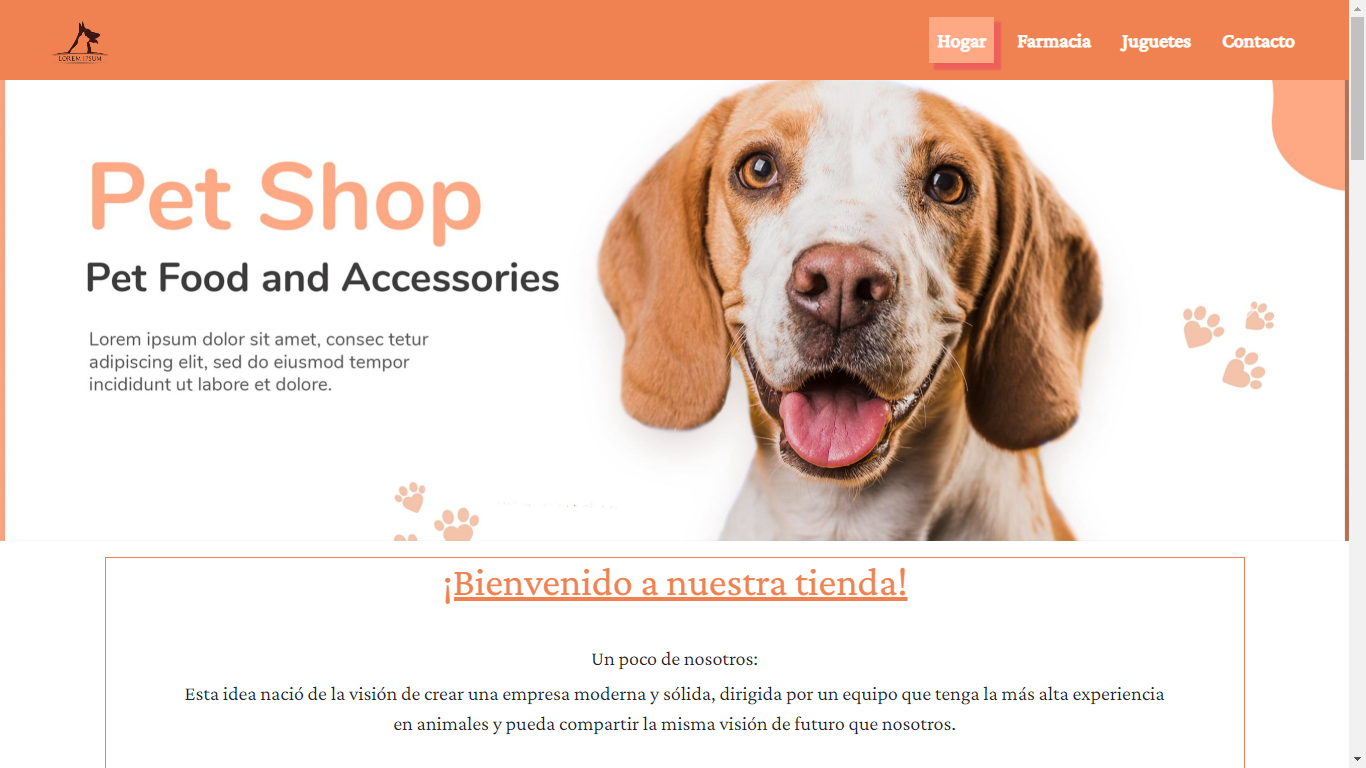 LOREM IPSUM
Hogar
Farmacia
Juguetes
Contacto
Pet Shop
Pet Food and Accessories
Lorem ipsum dolor sit amet, consec tetur
adipiscing elit, sed do eiusmod tempor
incididunt ut labore et dolore.
¡Bienvenido a nuestra tienda!
Un poco de nosotros:
Esta idea nació de la visión de crear una empresa moderna y sólida, dirigida por un equipo que tenga la más alta experiencia
en animales y pueda compartir la misma visión de futuro que nosotros.